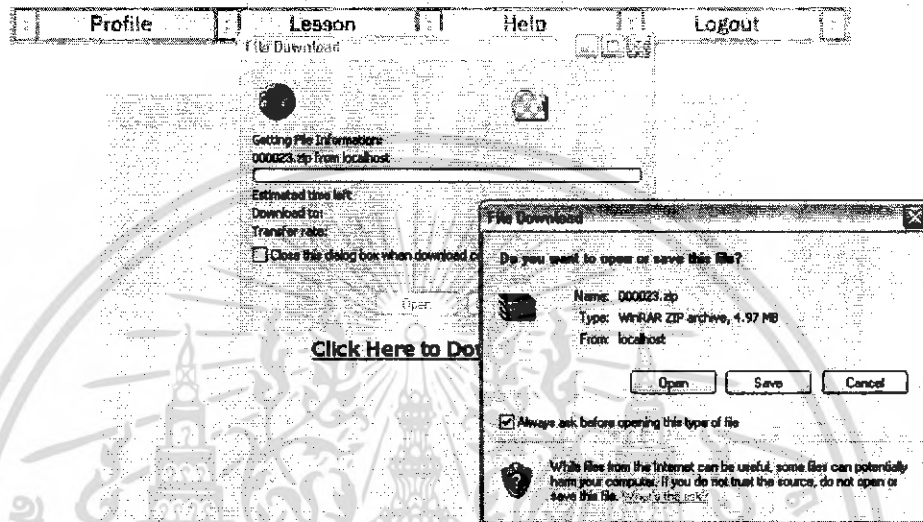 Profile Lesson Help Logout
File Download
Getting File Information:
000023.zip from localhost
Estimated time left
Download to:
Transfer rate:
Close this dialog box when download
Open
Click Here to
File Download
Do you want to open or save this file?
Name: 000023.zip
Type: WinRAR ZIP archive, 4.97 MB
From: localhost
Open Save Cancel
Always ask before opening this type of file
While files from the Internet can be useful, some files can potentially
harm your computer. If you do not trust the source, do not open or
save this file. What's the risk?